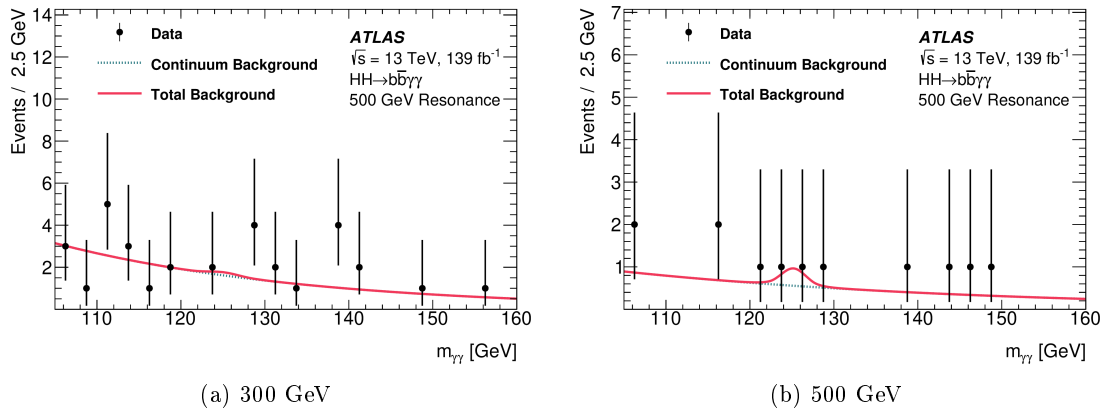 Events / 2.5 GeV
14
12
10
8
6
4
2
Data
Continuum Background
Total Background
ATLAS
√s = 13 TeV, 139 fb⁻¹
HH→bb̅γγ
500 GeV Resonance
110 120 130 140 150 160
mγγ [GeV]
(a) 300 GeV
Events / 2.5 GeV
7
6
5
4
3
2
1
Data
Continuum Background
Total Background
ATLAS
√s = 13 TeV, 139 fb⁻¹
HH→bb̅γγ
500 GeV Resonance
110 120 130 140 150 160
mγγ [GeV]
(b) 500 GeV